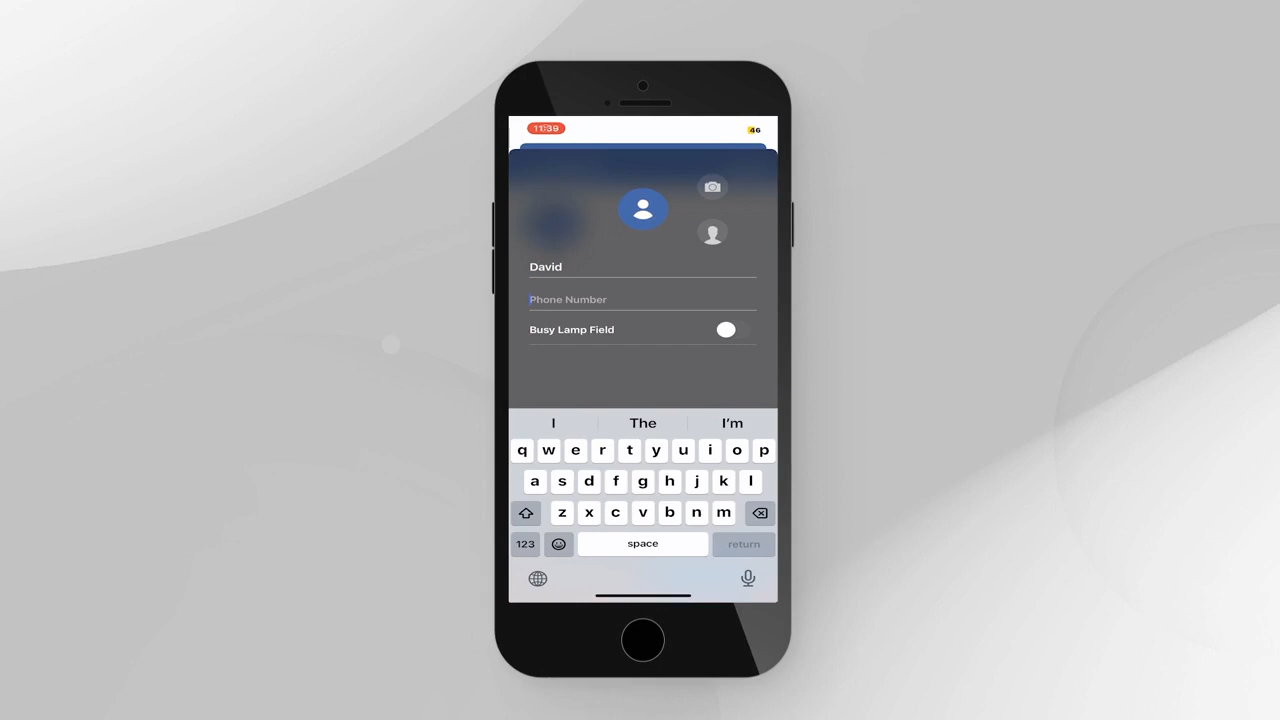 11:39
46
David
Phone Number
Busy Lamp Field
I The I'm
q w e r t y u i o p
a s d f g h j k l
z x c v b n m
123 space return